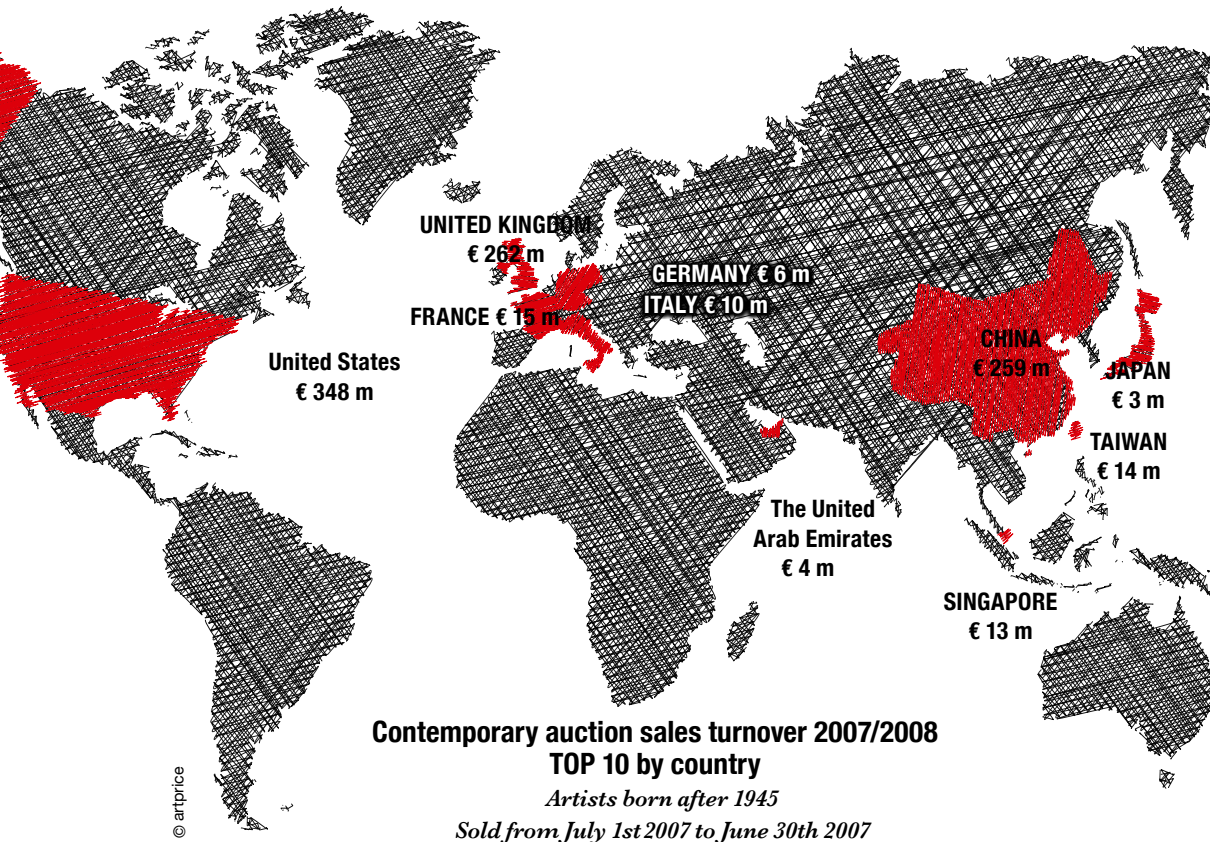 UNITED KINGDOM
€ 262 m
GERMANY € 6 m
ITALY € 10 m
FRANCE € 15 m
United States
€ 348 m
CHINA
€ 259 m
JAPAN
€ 3 m
TAIWAN
€ 14 m
The United
Arab Emirates
€ 4 m
SINGAPORE
€ 13 m
Contemporary auction sales turnover 2007/2008
TOP 10 by country
Artists born after 1945
Sold from July 1st 2007 to June 30th 2007
© artprice